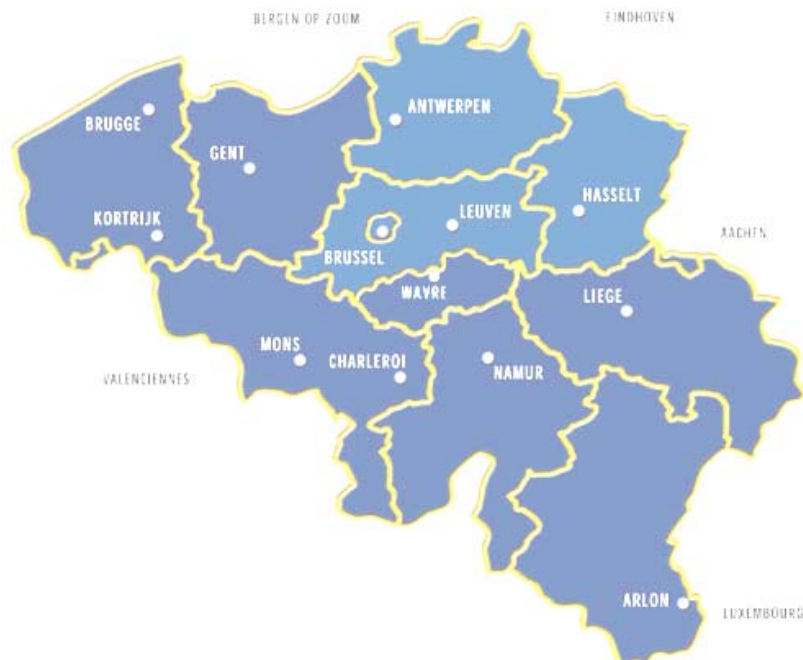 BERGEN OP ZOOM
EINDHOVEN
ANTWERPEN
BRUGGE
GENT
HASSELT
KORTRIJK
LEUVEN
AACHEN
BRUSSEL
WAVRE
LIEGE
MONS
CHARLEROI
NAMUR
VALENCIENNES
ARLON
LUXEMBOURG